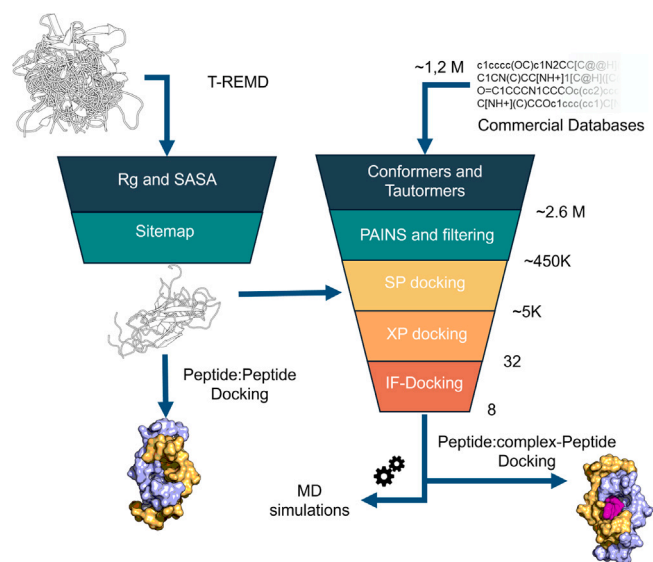 T-REMD
~1,2 M
c1cccc(OC)c1N2CC[C@@H]
C1CN(C)CC[NH+]1[C@H]([C
O=C1CCCN1CCCOc(cc2)cc
C[NH+](C)CCOc1ccc(cc1)C[
Commercial Databases
Rg and SASA
Sitemap
Conformers and
Tautormers
~2.6 M
PAINS and filtering
~450K
SP docking
~5K
XP docking
32
IF-Docking
8
Peptide:Peptide
Docking
Peptide:complex-Peptide
Docking
MD
simulations